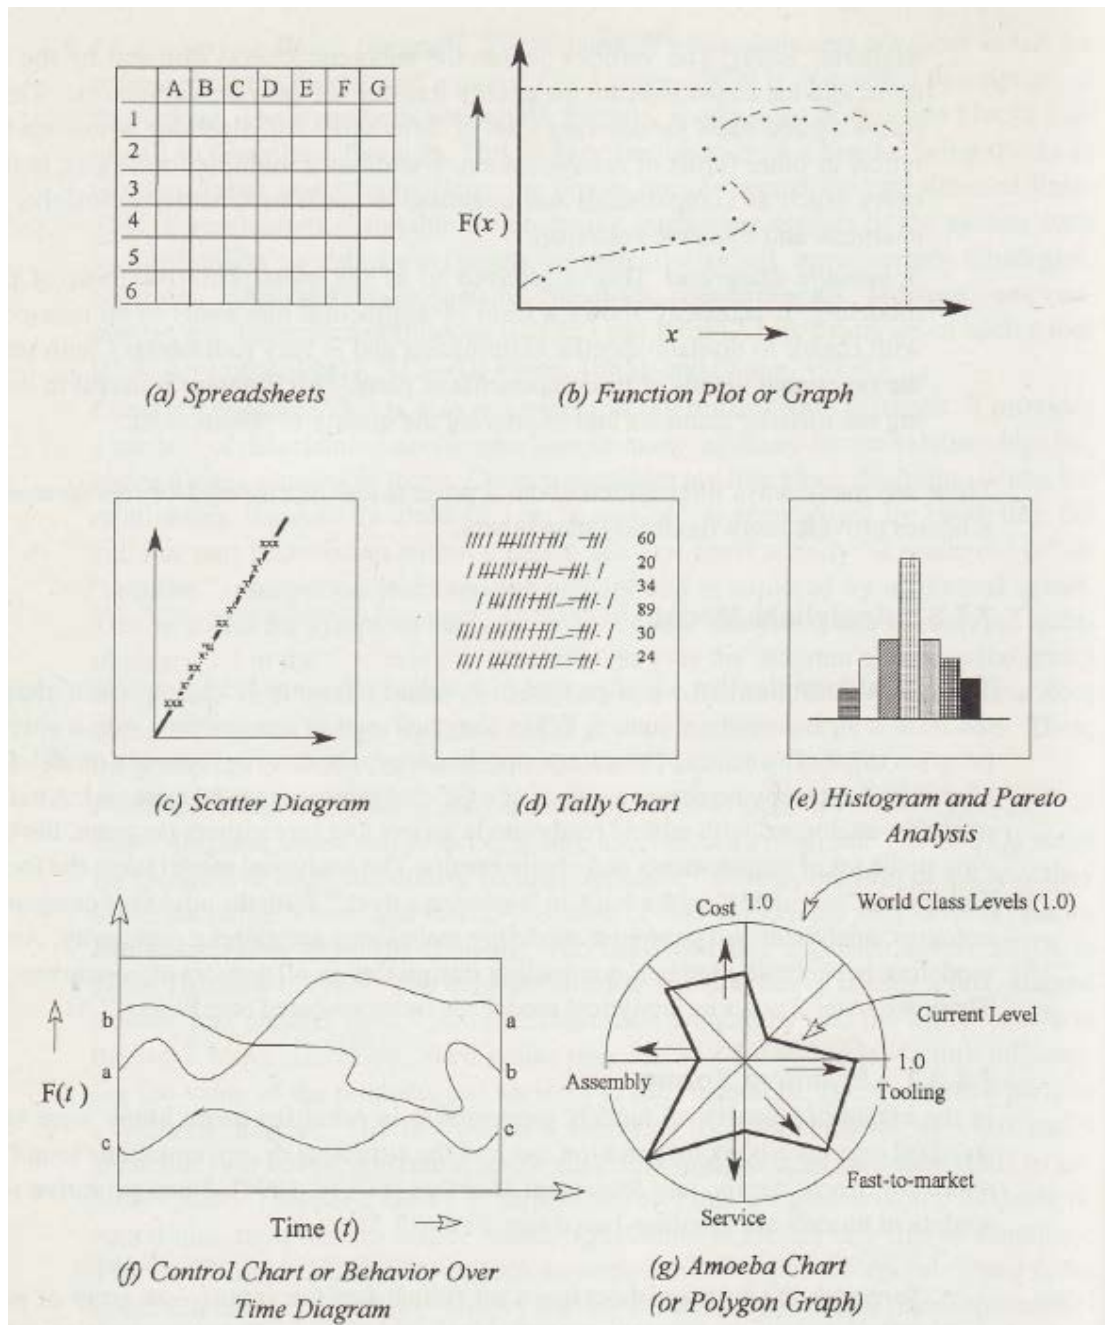 A B C D E F G
1
2
3
4
5
6
F(x)
x
(a) Spreadsheets
(b) Function Plot or Graph
60
20
34
89
30
24
(c) Scatter Diagram
(d) Tally Chart
(e) Histogram and Pareto
Analysis
b
a
c
a
b
c
F(t)
Time (t)
(f) Control Chart or Behavior Over
Time Diagram
Cost 1.0
World Class Levels (1.0)
Current Level
1.0
Tooling
Assembly
Fast-to-market
Service
(g) Amoeba Chart
(or Polygon Graph)